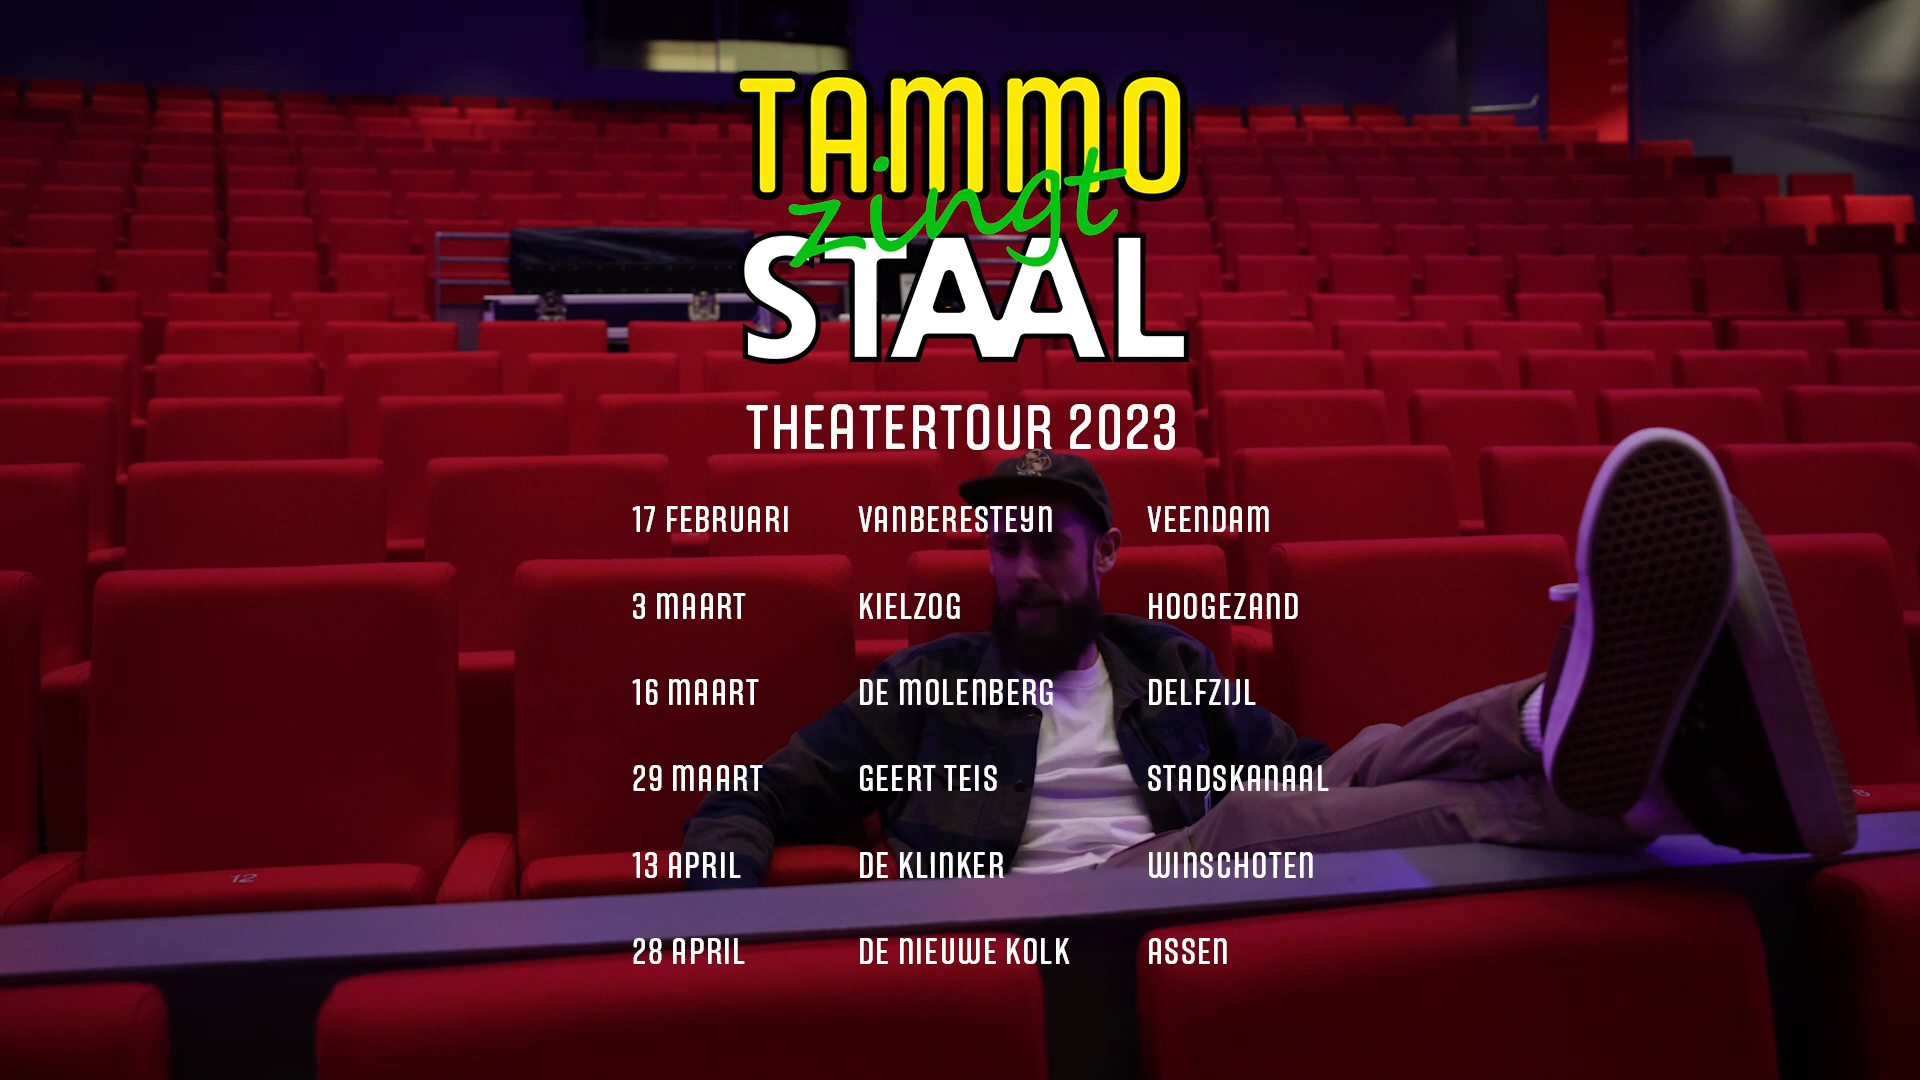 TAMMO
zingt
STAAL
THEATERTOUR 2023
17 FEBRUARI VANBERESTEYN VEENDAM
3 MAART KIELZOG HOOGEZAND
16 MAART DE MOLENBERG DELFZIJL
29 MAART GEERT TEIS STADSKANAAL
13 APRIL DE KLINKER WINSCHOTEN
28 APRIL DE NIEUWE KOLK ASSEN
12